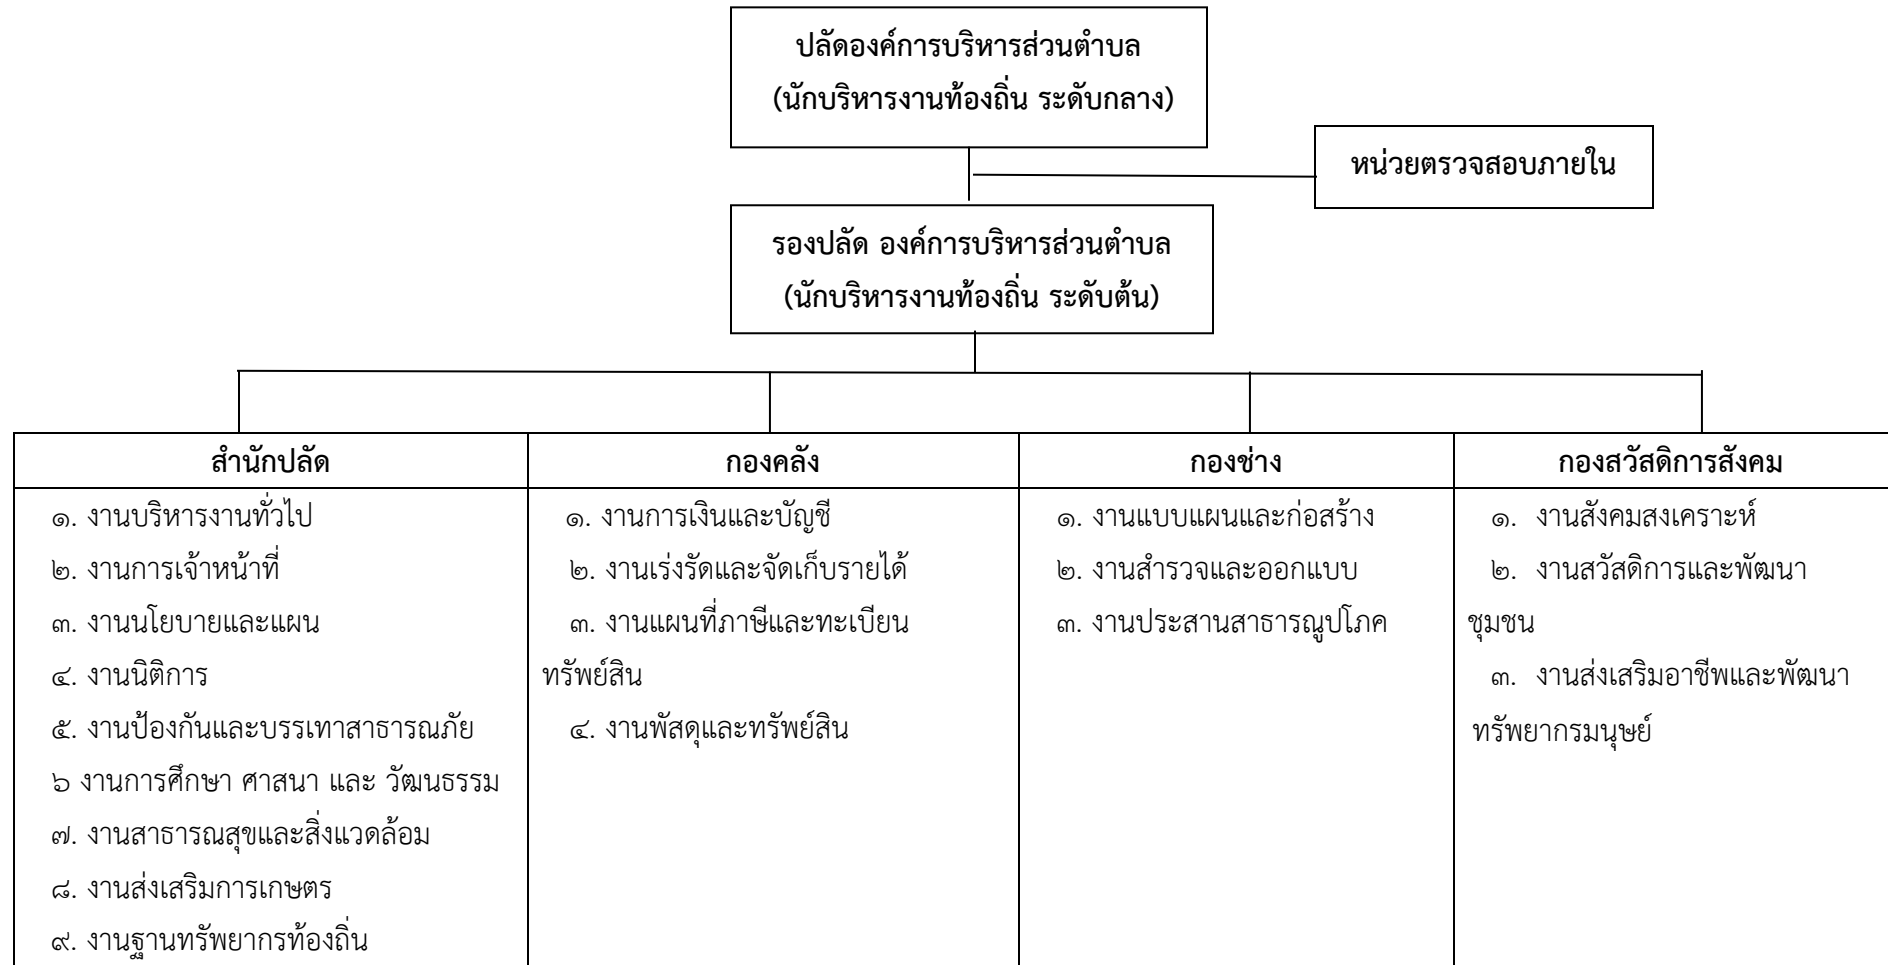 ปลัดองค์การบริหารส่วนตำบล
(นักบริหารงานท้องถิ่น ระดับกลาง)
หน่วยตรวจสอบภายใน
รองปลัด องค์การบริหารส่วนตำบล
(นักบริหารงานท้องถิ่น ระดับต้น)
สำนักปลัด
๑. งานบริหารงานทั่วไป
๒. งานการเจ้าหน้าที่
๓. งานนโยบายและแผน
๔. งานนิติการ
๕. งานป้องกันและบรรเทาสาธารณภัย
๖ งานการศึกษา ศาสนา และ วัฒนธรรม
๗. งานสาธารณสุขและสิ่งแวดล้อม
๘. งานส่งเสริมการเกษตร
๙. งานฐานทรัพยากรท้องถิ่น
กองคลัง
๑. งานการเงินและบัญชี
๒. งานเร่งรัดและจัดเก็บรายได้
๓. งานแผนที่ภาษีและทะเบียน
ทรัพย์สิน
๔. งานพัสดุและทรัพย์สิน
กองช่าง
๑. งานแบบแผนและก่อสร้าง
๒. งานสำรวจและออกแบบ
๓. งานประสานสาธารณูปโภค
กองสวัสดิการสังคม
๑. งานสังคมสงเคราะห์
๒. งานสวัสดิการและพัฒนา
ชุมชน
๓. งานส่งเสริมอาชีพและพัฒนา
ทรัพยากรมนุษย์